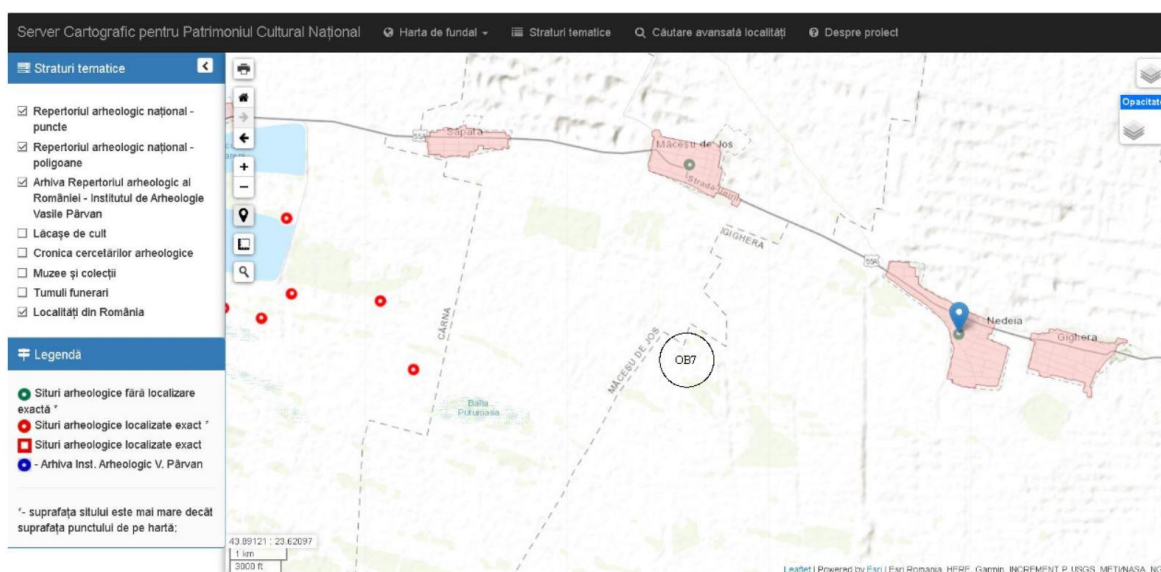 Server Cartografic pentru Patrimoniul Cultural Național
Harta de fundal
Straturi tematice
Căutare avansată localități
Despre proiect
Straturi tematice
Repertoriul arheologic național -
puncte
Repertoriul arheologic național -
poligoane
Arhiva Repertoriul arheologic al
României - Institutul de Arheologie
Vasile Pârvan
Lăcașe de cult
Cronica cercetărilor arheologice
Muzee și colecții
Tumuli funerari
Localități din România
Legendă
Situri arheologice fără localizare
exactă *
Situri arheologice localizate exact *
Situri arheologice localizate exact
- Arhiva Inst. Arheologic V. Pârvan
*- suprafața sitului este mai mare decât
suprafața punctului de pe hartă;
Opacitate
55A
Săpata
Măceșu de Jos
GIGHERA
55A
Nedeia
Gighera
CÂRNA
MĂCEȘU DE JOS
OB7
Balta
Puturoasa
43.89121 : 23.62097
1 km
3000 ft
Leaflet | Powered by Esri | Esri Romania, HERE, Garmin, INCREMENT P, USGS, METI/NASA, NG